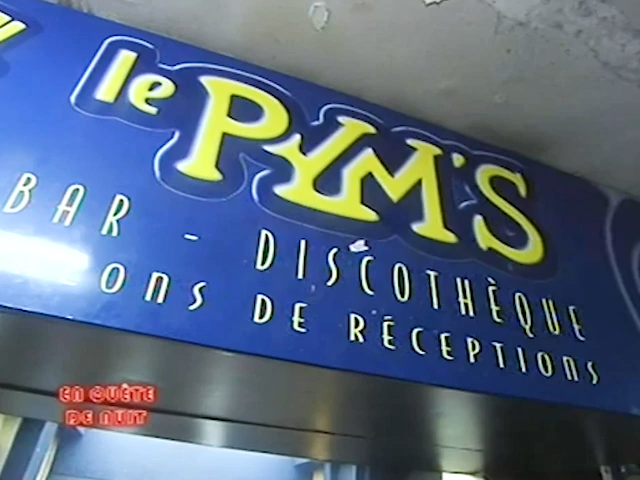 le PYM'S
BAR - DISCOTHÈQUE
ONS DE RÉCEPTIONS
EN QUÊTE
DE NUIT